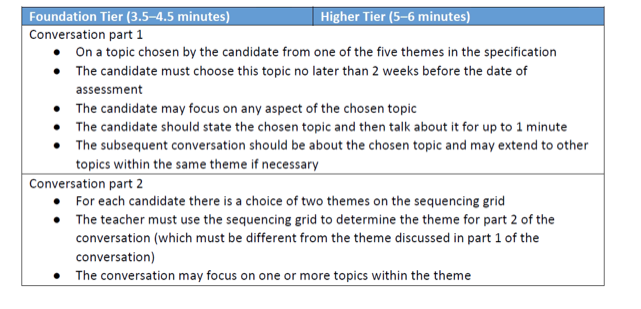 Foundation Tier (3.5–4.5 minutes) Higher Tier (5–6 minutes)
Conversation part 1
• On a topic chosen by the candidate from one of the five themes in the specification
• The candidate must choose this topic no later than 2 weeks before the date of
assessment
• The candidate may focus on any aspect of the chosen topic
• The candidate should state the chosen topic and then talk about it for up to 1 minute
• The subsequent conversation should be about the chosen topic and may extend to other
topics within the same theme if necessary
Conversation part 2
• For each candidate there is a choice of two themes on the sequencing grid
• The teacher must use the sequencing grid to determine the theme for part 2 of the
conversation (which must be different from the theme discussed in part 1 of the
conversation)
• The conversation may focus on one or more topics within the theme